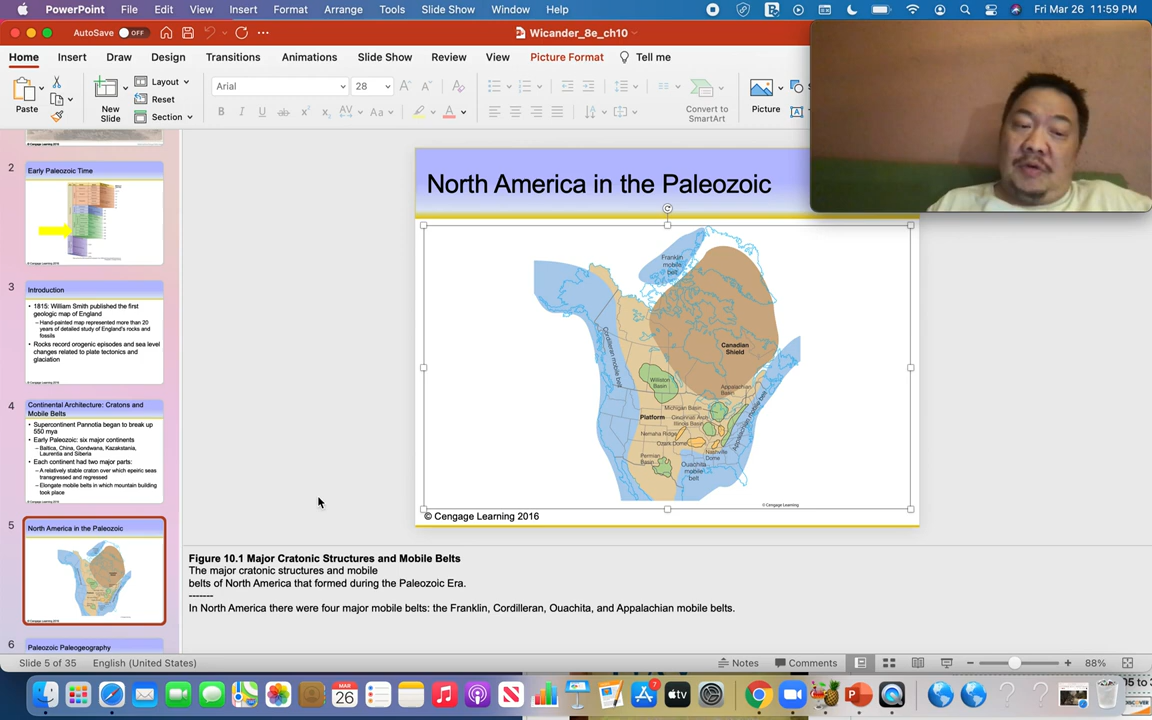 PowerPoint File Edit View Insert Format Arrange Tools Slide Show Window Help Fri Mar 26 11:59 PM
AutoSave OFF Wicander_8e_ch10
Home Insert Draw Design Transitions Animations Slide Show Review View Picture Format Tell me
Paste New Slide Layout Reset Section Arial 28 Convert to SmartArt Picture
2 Early Paleozoic Time
3 Introduction
• 1815: William Smith published the first
geologic map of England
– Hand-painted map represented more than 20
years of detailed study of England's rocks and
fossils
• Rocks record orogenic episodes and sea level
changes related to plate tectonics and
glaciation
4 Continental Architecture: Cratons and
Mobile Belts
• Supercontinent Pannotia began to break up
550 mya
• Early Paleozoic: six major continents
– Baltica, China, Gondwana, Kazakstania,
Laurentia and Siberia
• Each continent had two major parts:
– A relatively stable craton over which epeiric seas
transgressed and regressed
– Elongate mobile belts in which mountain building
took place
5 North America in the Paleozoic
6 Paleozoic Paleogeography
North America in the Paleozoic
Franklin
mobile
belt
Cordilleran mobile belt
Canadian
Shield
Williston
Basin
Appalachian
Basin
Michigan Basin
Platform
Cincinnati Arch
Illinois Basin
Appalachian mobile belt
Nemaha Ridge
Ozark Dome
Nashville
Dome
Permian
Basin
Ouachita
mobile
belt
© Cengage Learning
© Cengage Learning 2016
Figure 10.1 Major Cratonic Structures and Mobile Belts
The major cratonic structures and mobile
belts of North America that formed during the Paleozoic Era.
-------
In North America there were four major mobile belts: the Franklin, Cordilleran, Ouachita, and Appalachian mobile belts.
Slide 5 of 35 English (United States) Notes Comments 88%
MAR
26